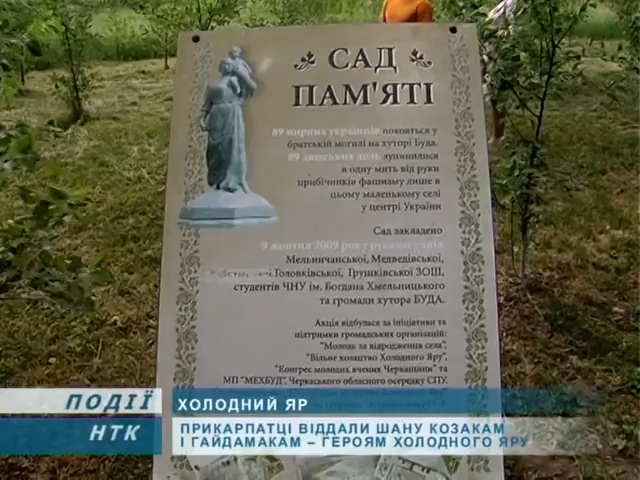 САД
ПАМ'ЯТІ
89 мирних українців покояться у
братській могилі на хуторі Буда.
89 людських доль зупинилися
в одну мить від руки
прибічників фашизму лише в
цьому маленькому селі
у центрі України
Сад закладено
9 жовтня 2009 року руками учнів
Мельничанської, Медведівської,
Головківської, Грушківської ЗОШ,
студентів ЧНУ ім. Богдана Хмельницького
та громади хутора БУДА.
Акція відбулася за ініціативи та
підтримки громадських організацій:
"Молодь за відродження села",
"Вільне козацтво Холодного Яру",
"Конгрес молодих вчених Черкащини" та
МП "МЕХБУД", Черкаського обласного осередку СПУ.
ПОДІЇ
НТК
ХОЛОДНИЙ ЯР
ПРИКАРПАТЦІ ВІДДАЛИ ШАНУ КОЗАКАМ
І ГАЙДАМАКАМ – ГЕРОЯМ ХОЛОДНОГО ЯРУ